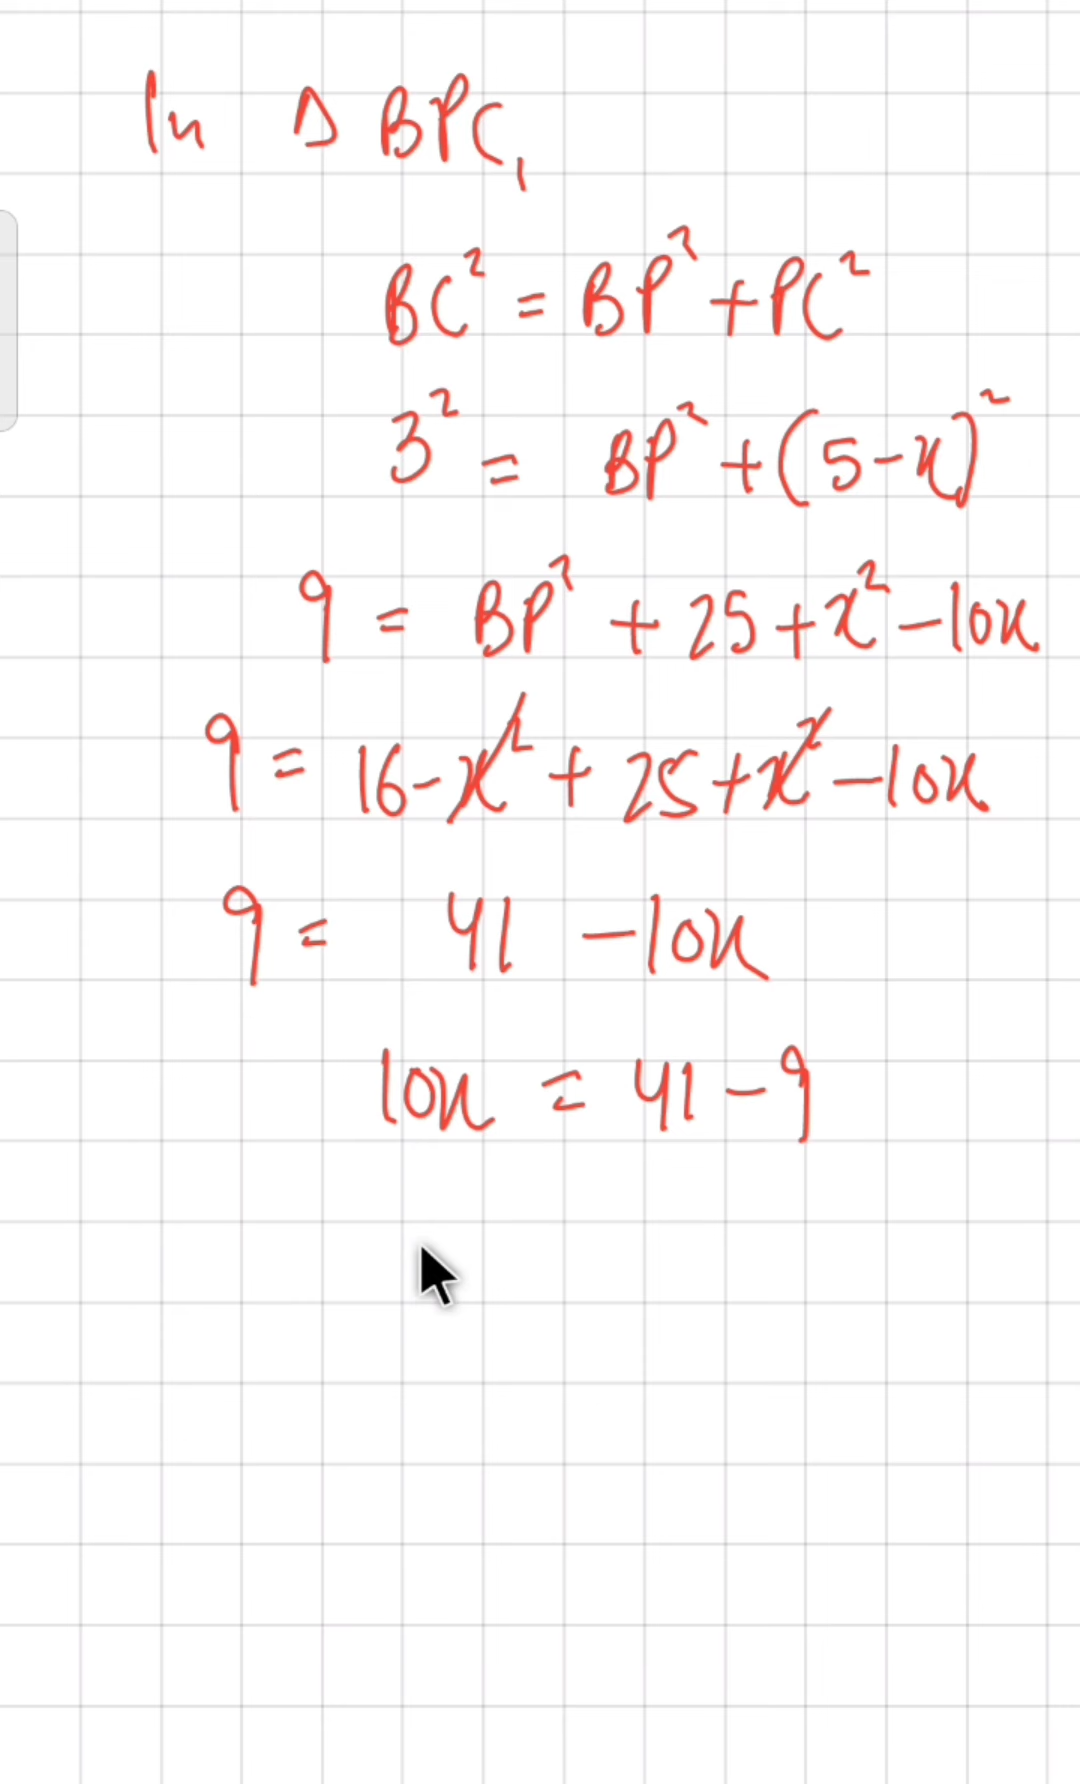 In Δ BPC,
BC² = BP² + PC²
3² = BP² + (5-x)²
9 = BP² + 25 + x² - 10x
9 = 16 - x² + 25 + x² - 10x
9 = 41 - 10x
10x = 41 - 9